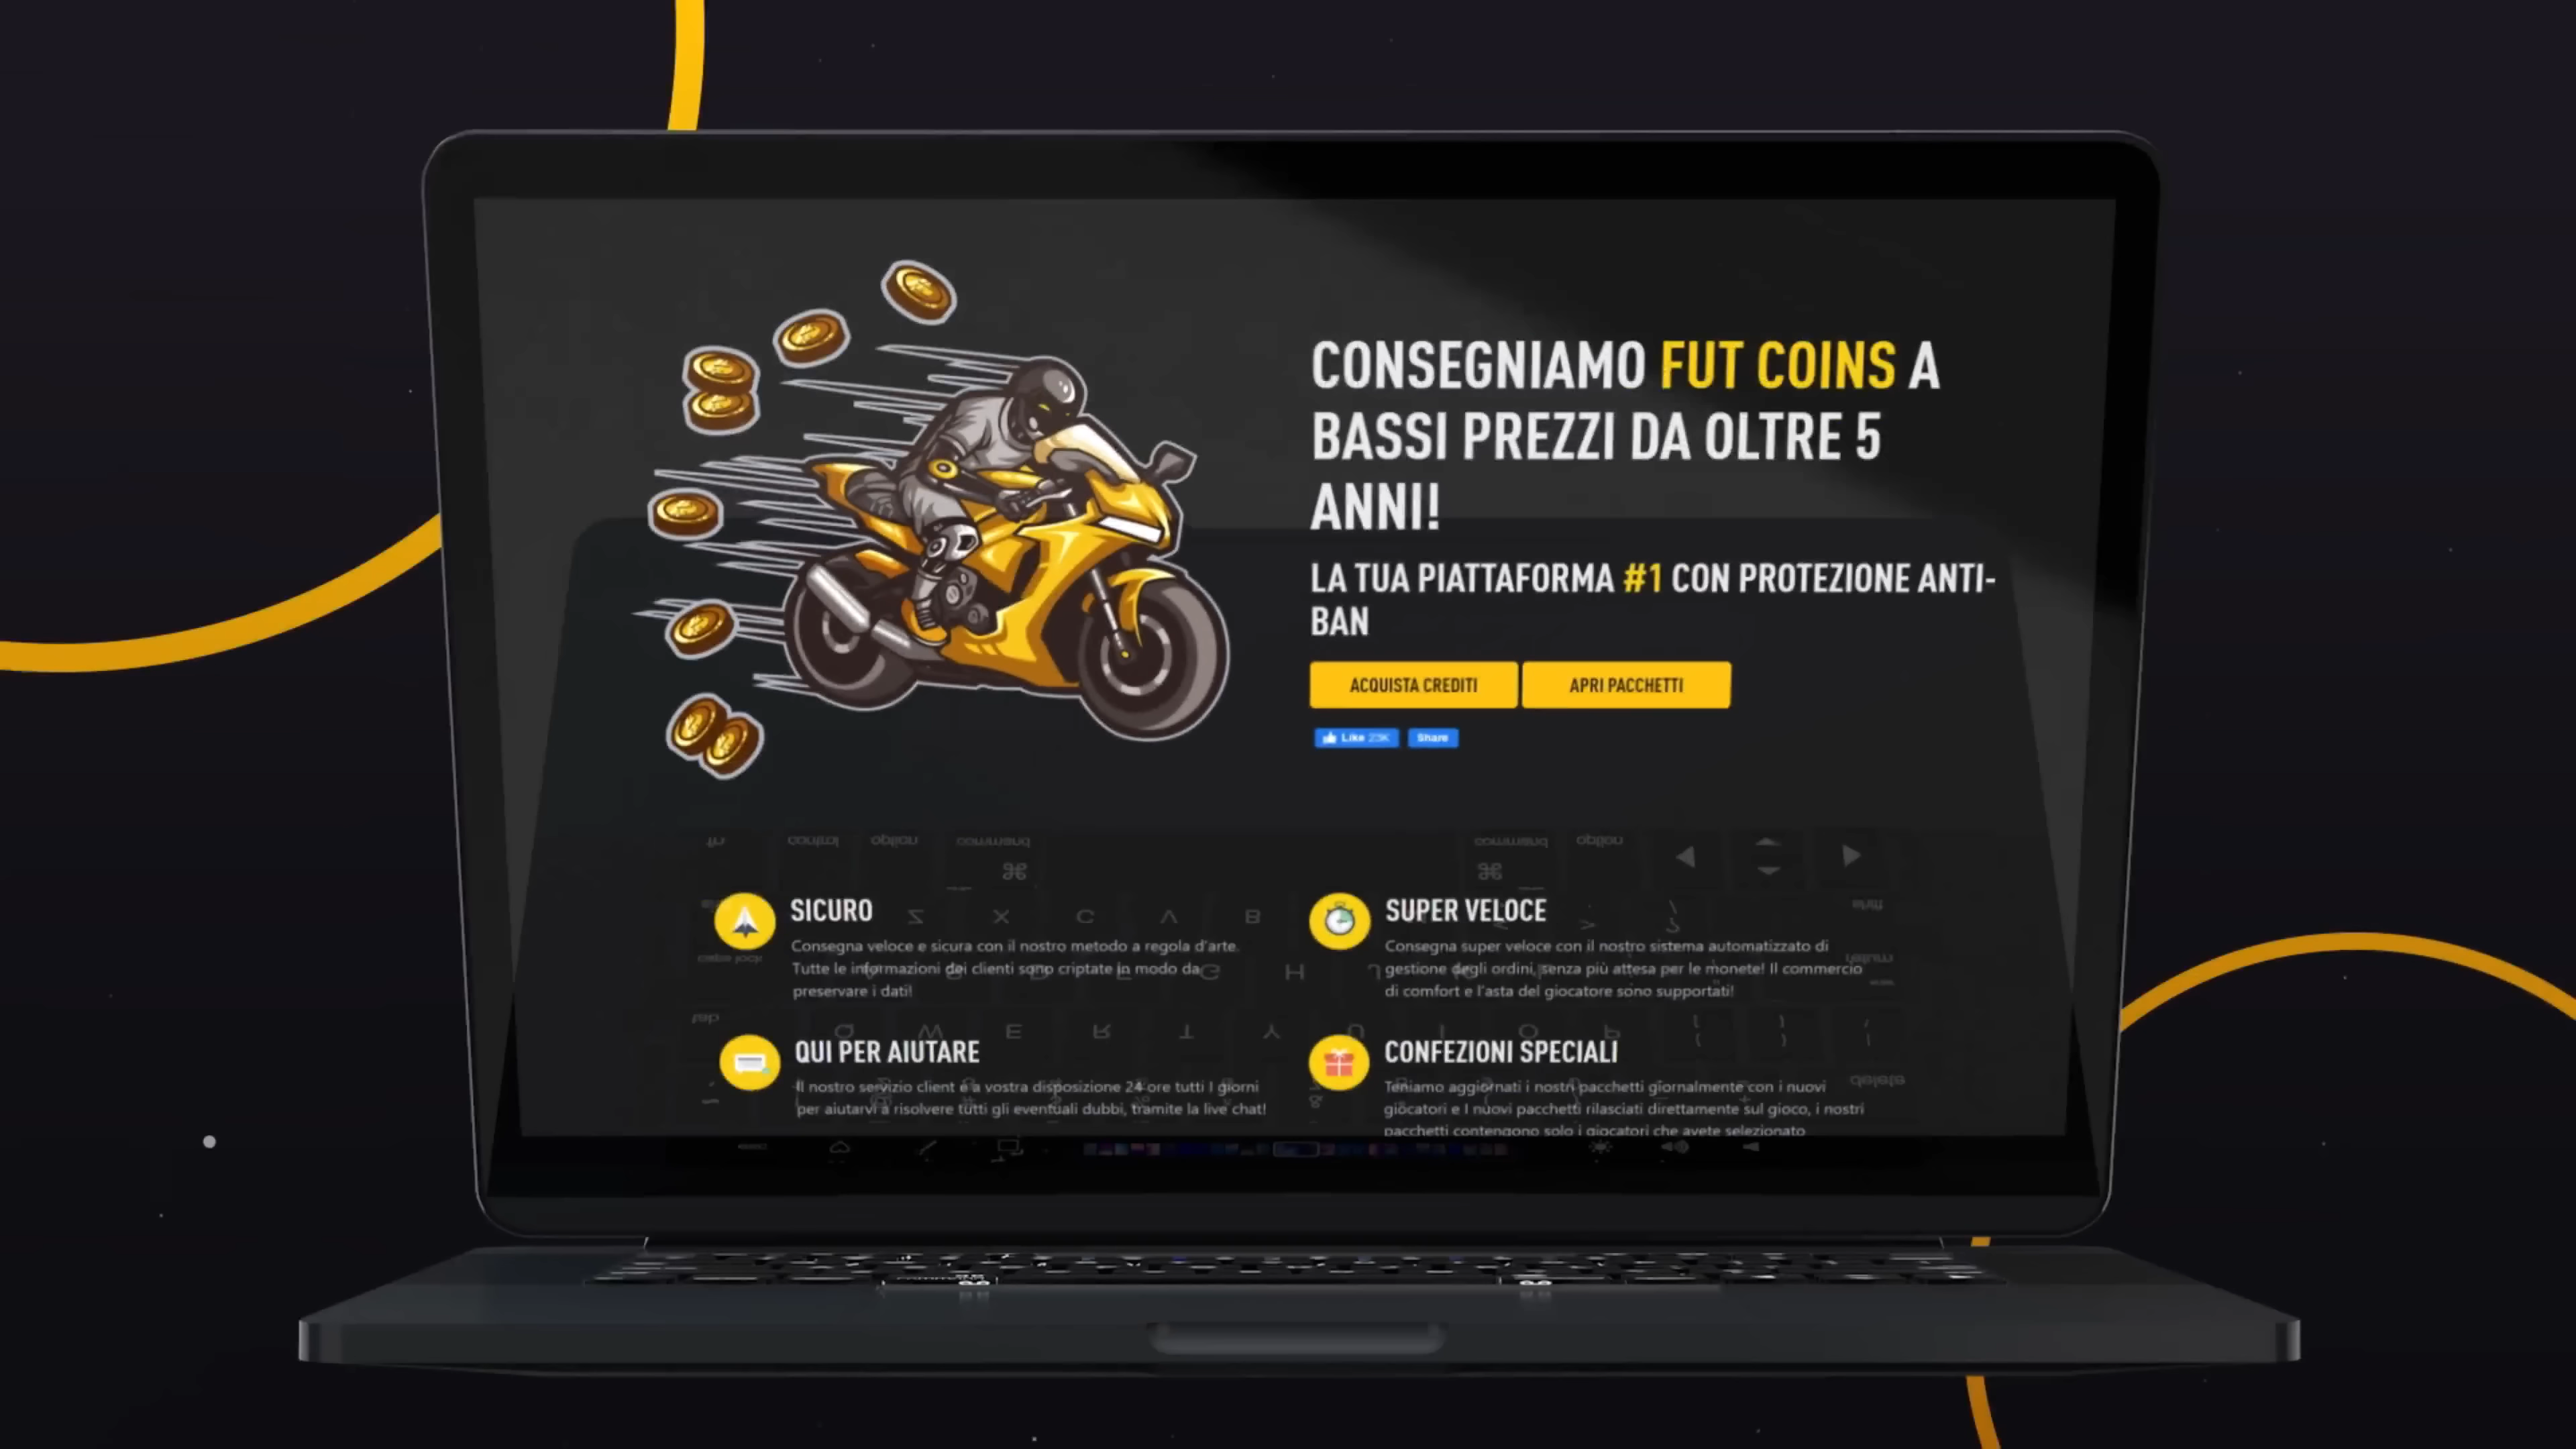 CONSEGNIAMO FUT COINS A
BASSI PREZZI DA OLTRE 5
ANNI!
LA TUA PIATTAFORMA #1 CON PROTEZIONE ANTI-
BAN
ACQUISTA CREDITI
APRI PACCHETTI
Like 23K
Share
SICURO
Consegna veloce e sicura con il nostro metodo a regola d'arte.
Tutte le informazioni dei clienti sono criptate in modo da
preservare i dati!
SUPER VELOCE
Consegna super veloce con il nostro sistema automatizzato di
gestione degli ordini, senza più attesa per le monete! Il commercio
di comfort e l'asta del giocatore sono supportati!
QUI PER AIUTARE
Il nostro servizio client è a vostra disposizione 24 ore tutti I giorni
per aiutarvi a risolvere tutti gli eventuali dubbi, tramite la live chat!
CONFEZIONI SPECIALI
Teniamo aggiornati i nostri pacchetti giornalmente con i nuovi
giocatori e I nuovi pacchetti rilasciati direttamente sul gioco, i nostri
pacchetti contengono solo i giocatori che avete selezionato